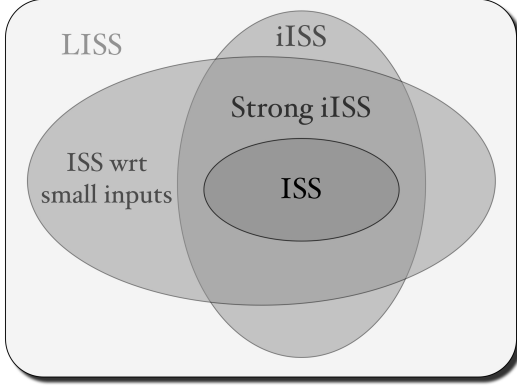 LISS
iISS
Strong iISS
ISS wrt
small inputs
ISS